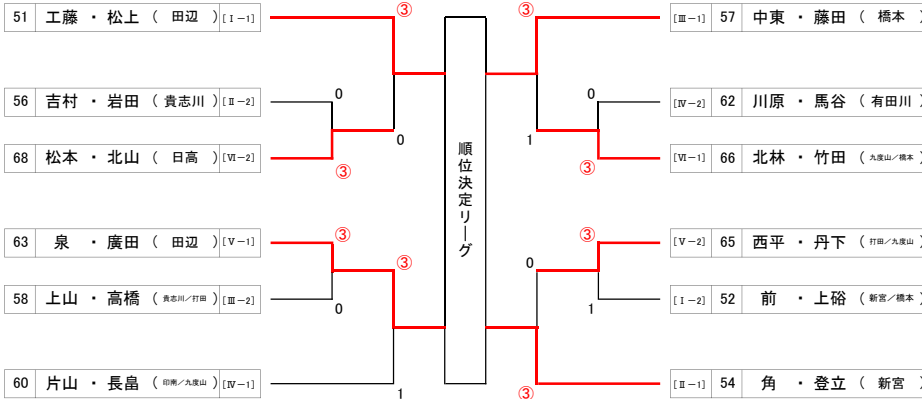 51 工藤 ・ 松上 ( 田辺 ) [Ⅰ-1] ③
56 吉村 ・ 岩田 ( 貴志川 ) [Ⅱ-2] 0
0
68 松本 ・ 北山 ( 日高 ) [Ⅵ-2] ③
63 泉 ・ 廣田 ( 田辺 ) [Ⅴ-1] ③
③
58 上山 ・ 高橋 ( 貴志川/打田 ) [Ⅲ-2] 0
60 片山 ・ 長畠 ( 印南/九度山 ) [Ⅳ-1] 1
順位決定リーグ
③ [Ⅲ-1] 57 中東 ・ 藤田 ( 橋本 )
0 [Ⅳ-2] 62 川原 ・ 馬谷 ( 有田川 )
1
③ [Ⅵ-1] 66 北林 ・ 竹田 ( 九度山/橋本 )
③ [Ⅴ-2] 65 西平 ・ 丹下 ( 打田/九度山 )
0
1 [Ⅰ-2] 52 前 ・ 上硲 ( 新宮/橋本 )
③ [Ⅱ-1] 54 角 ・ 登立 ( 新宮 )